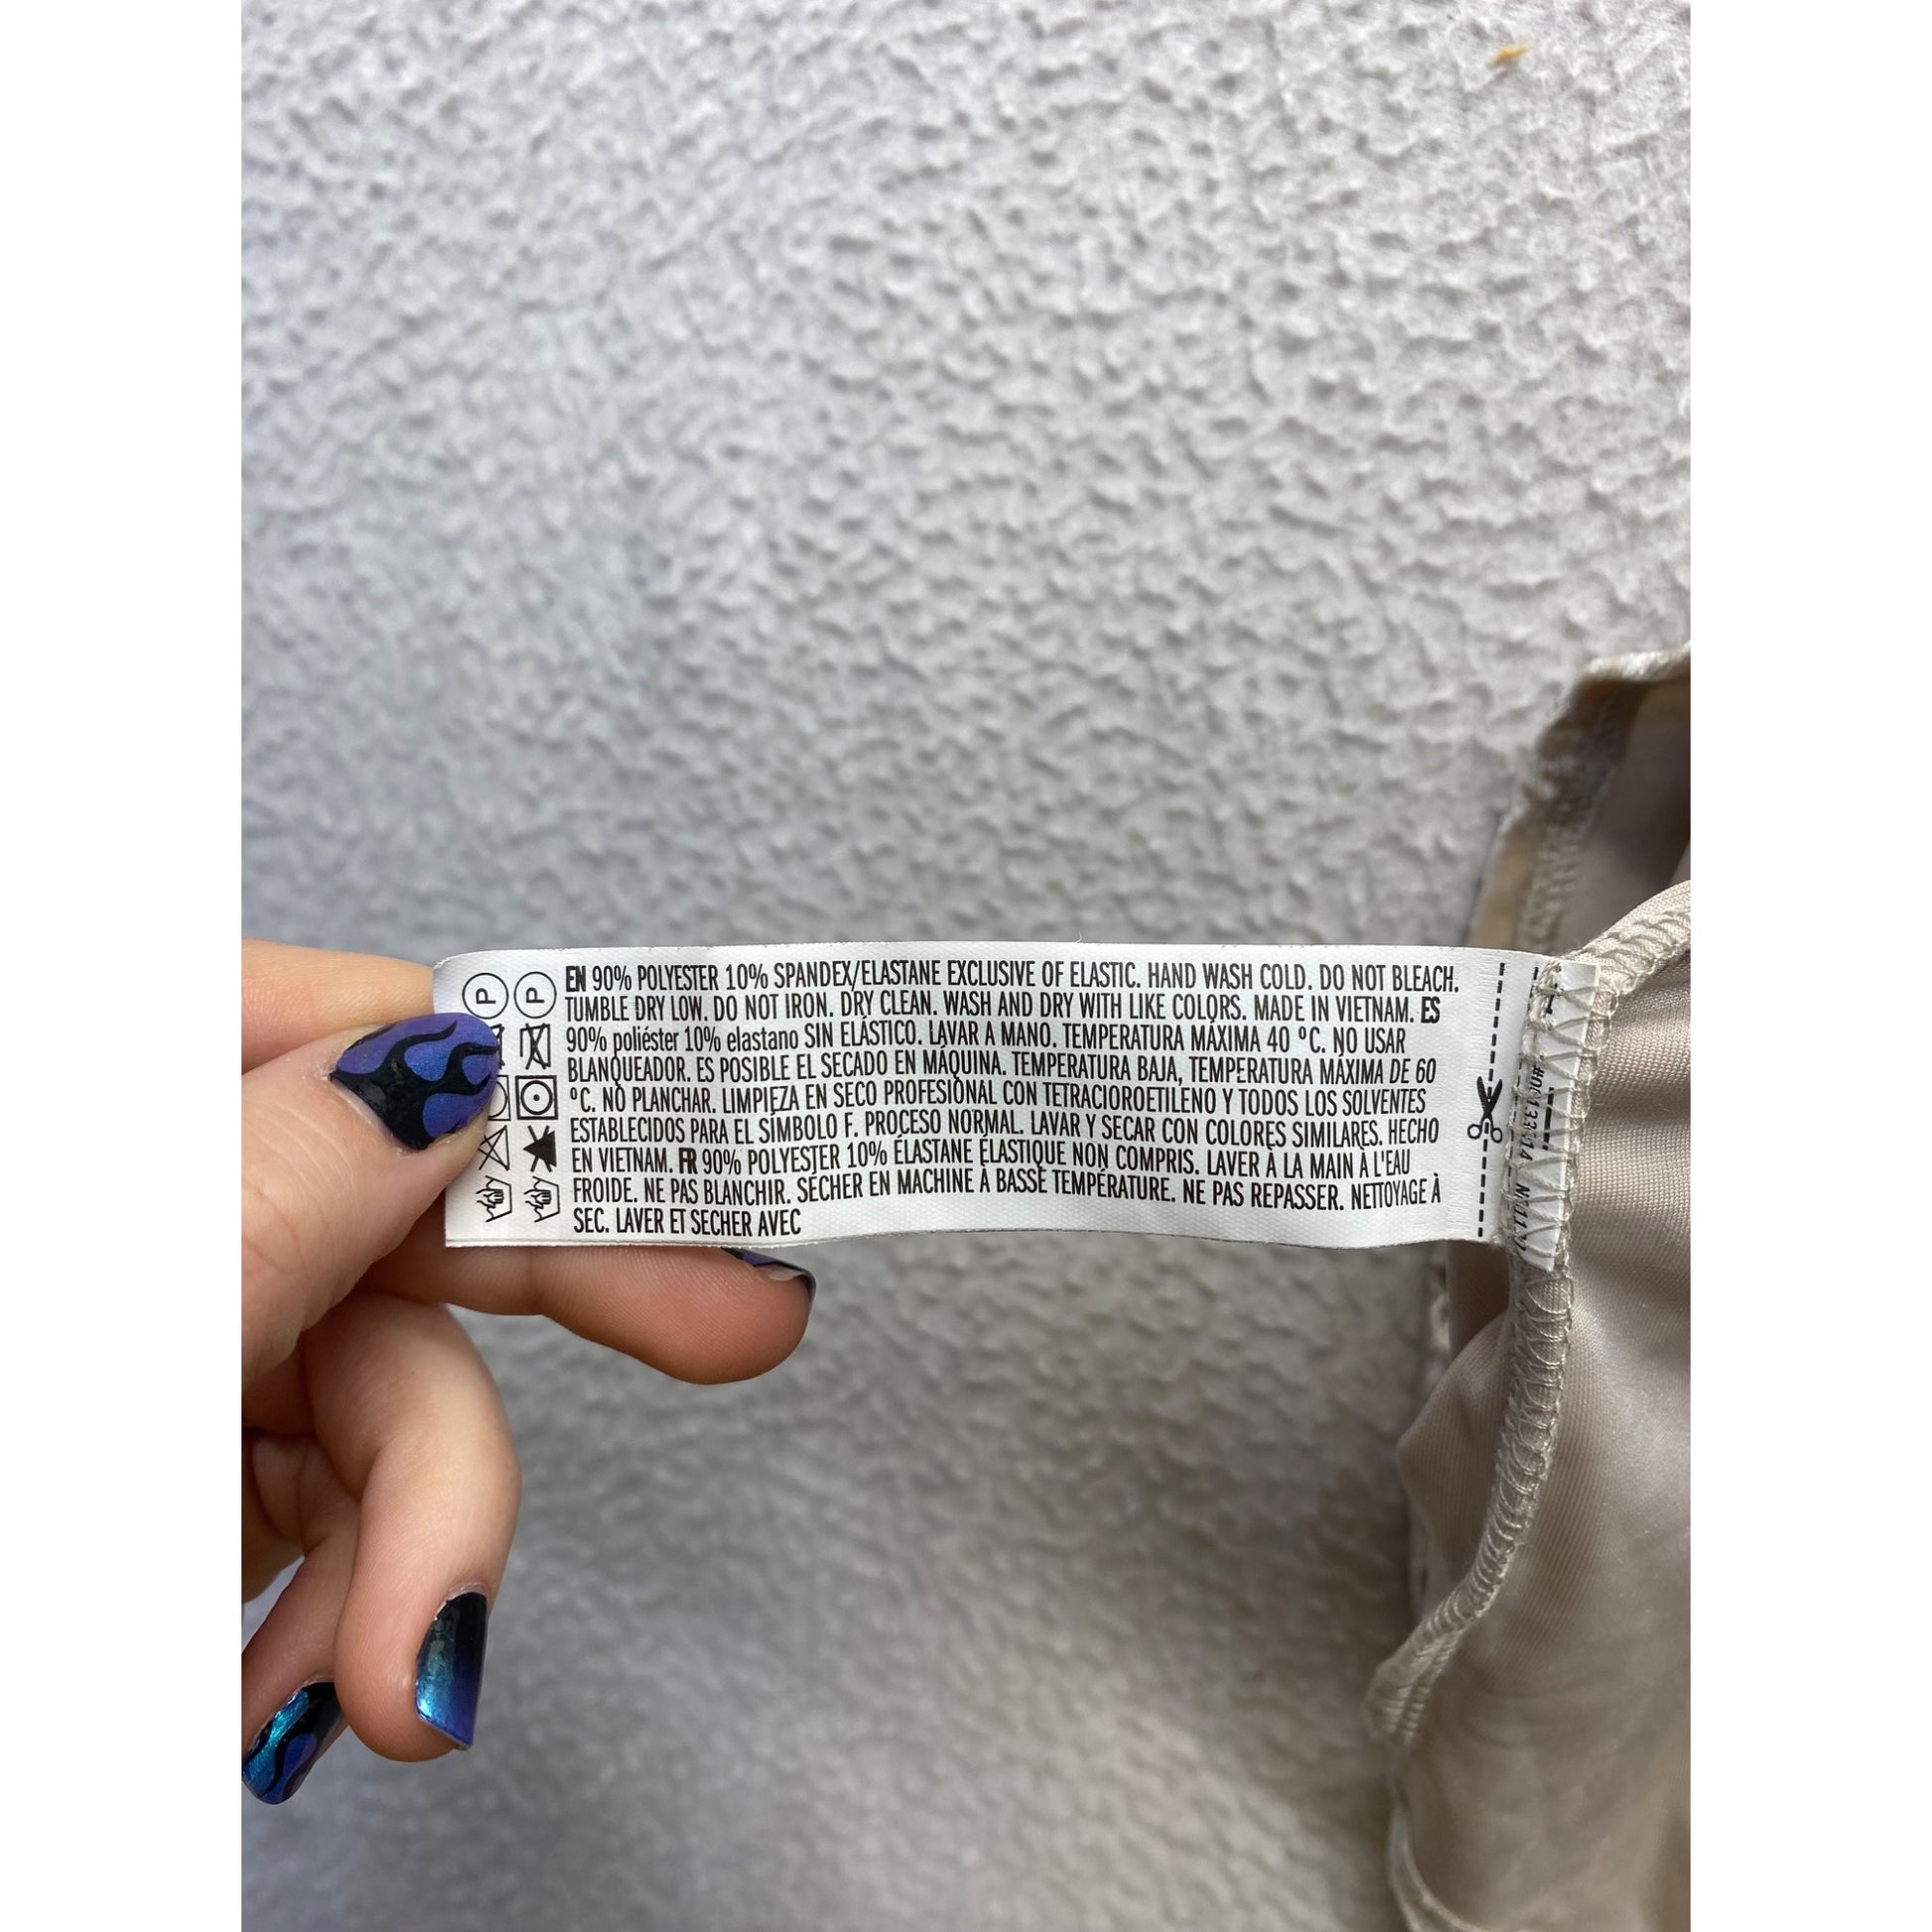 EN 90% POLYESTER 10% SPANDEX/ELASTANE EXCLUSIVE OF ELASTIC. HAND WASH COLD. DO NOT BLEACH.
TUMBLE DRY LOW. DO NOT IRON. DRY CLEAN. WASH AND DRY WITH LIKE COLORS. MADE IN VIETNAM. ES
90% poliéster 10% elastano SIN ELÁSTICO. LAVAR A MANO. TEMPERATURA MÁXIMA 40 °C. NO USAR
BLANQUEADOR. ES POSIBLE EL SECADO EN MÁQUINA. TEMPERATURA BAJA, TEMPERATURA MÁXIMA DE 60
°C. NO PLANCHAR. LIMPIEZA EN SECO PROFESIONAL CON TETRACIOROETILENO Y TODOS LOS SOLVENTES
ESTABLECIDOS PARA EL SÍMBOLO F. PROCESO NORMAL. LAVAR Y SECAR CON COLORES SIMILARES. HECHO
EN VIETNAM. FR 90% POLYESTER 10% ÉLASTANE ÉLASTIQUE NON COMPRIS. LAVER À LA MAIN À L'EAU
FROIDE. NE PAS BLANCHIR. SÉCHER EN MACHINE À BASSE TEMPÉRATURE. NE PAS REPASSER. NETTOYAGE À
SEC. LAVER ET SECHER AVEC
P P